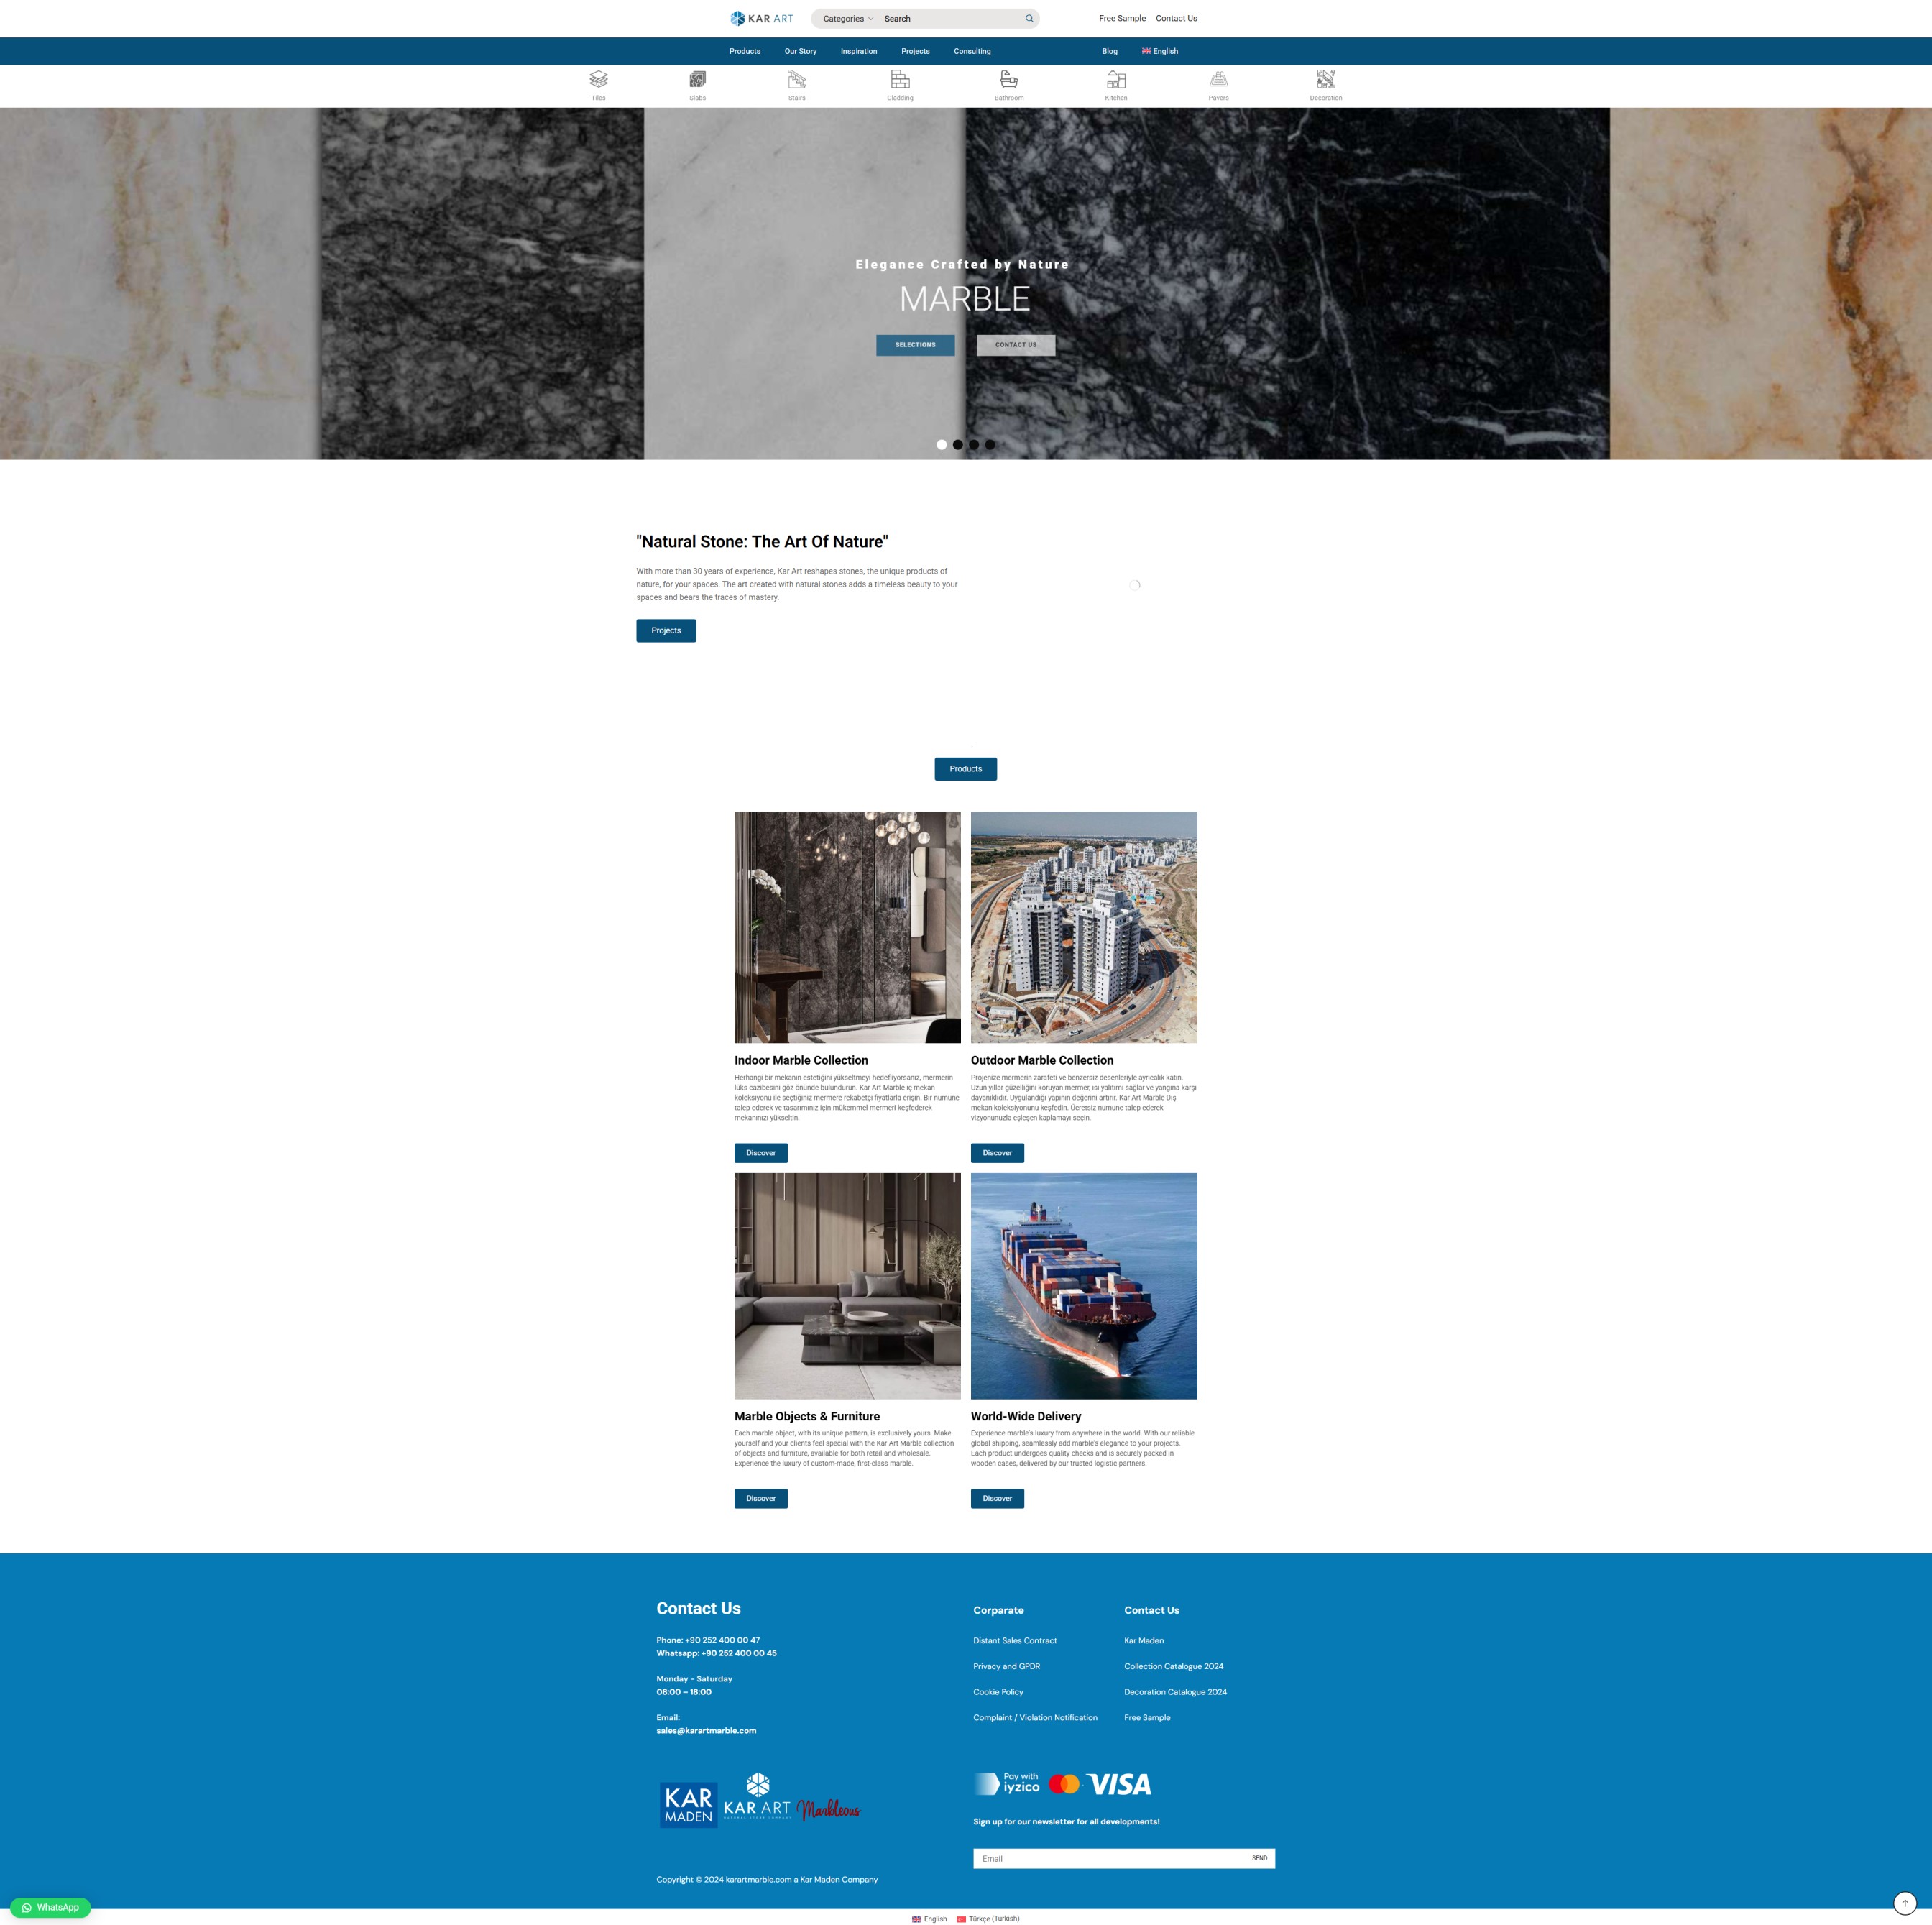 KAR ART
Categories
Search
Free Sample
Contact Us
Products
Our Story
Inspiration
Projects
Consulting
Blog
English
Tiles
Slabs
Stairs
Cladding
Bathroom
Kitchen
Pavers
Decoration
Elegance Crafted by Nature
MARBLE
SELECTIONS
CONTACT US
"Natural Stone: The Art Of Nature"
With more than 30 years of experience, Kar Art reshapes stones, the unique products of
nature, for your spaces. The art created with natural stones adds a timeless beauty to your
spaces and bears the traces of mastery.
Projects
Products
Indoor Marble Collection
Herhangi bir mekanın estetiğini yükseltmeyi hedefliyorsanız, mermerin
lüks cazibesini göz önünde bulundurun. Kar Art Marble iç mekan
koleksiyonu ile seçtiğiniz mermere rekabetçi fiyatlarla erişin. Bir numune
talep ederek ve tasarımınız için mükemmel mermeri keşfederek
mekanınızı yükseltin.
Discover
Outdoor Marble Collection
Projenize mermerin zarafeti ve benzersiz desenleriyle ayrıcalık katın.
Uzun yıllar güzelliğini koruyan mermer, ısı yalıtımı sağlar ve yangına karşı
dayanıklıdır. Uygulandığı yapının değerini artırır. Kar Art Marble Dış
mekan koleksiyonunu keşfedin. Ücretsiz numune talep ederek
vizyonunuzla eşleşen kaplamayı seçin.
Discover
Marble Objects & Furniture
Each marble object, with its unique pattern, is exclusively yours. Make
yourself and your clients feel special with the Kar Art Marble collection
of objects and furniture, available for both retail and wholesale.
Experience the luxury of custom-made, first-class marble.
Discover
World-Wide Delivery
Experience marble's luxury from anywhere in the world. With our reliable
global shipping, seamlessly add marble's elegance to your projects.
Each product undergoes quality checks and is securely packed in
wooden cases, delivered by our trusted logistic partners.
Discover
Contact Us
Phone: +90 252 400 00 47
Whatsapp: +90 252 400 00 45
Monday - Saturday
08:00 – 18:00
Email:
sales@karartmarble.com
Corparate
Distant Sales Contract
Privacy and GPDR
Cookie Policy
Complaint / Violation Notification
Contact Us
Kar Maden
Collection Catalogue 2024
Decoration Catalogue 2024
Free Sample
KAR
MADEN
KAR ART
NATURAL STONE COMPANY
Marbleous
Pay with
iyzico
VISA
Sign up for our newsletter for all developments!
Email
SEND
Copyright © 2024 karartmarble.com a Kar Maden Company
WhatsApp
English
Türkçe (Turkish)